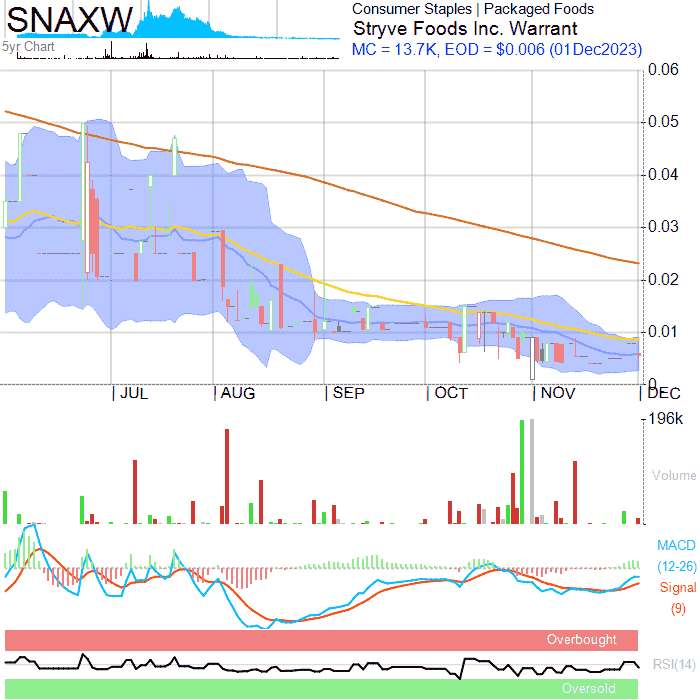 SNAXW
5yr Chart
Consumer Staples | Packaged Foods
Stryve Foods Inc. Warrant
MC = 13.7K, EOD = $0.006 (01Dec2023)
0.06
0.05
0.04
0.03
0.02
0.01
0
JUL AUG SEP OCT NOV DEC
196k
Volume
MACD
(12-26)
Signal
(9)
Overbought
RSI(14)
Oversold